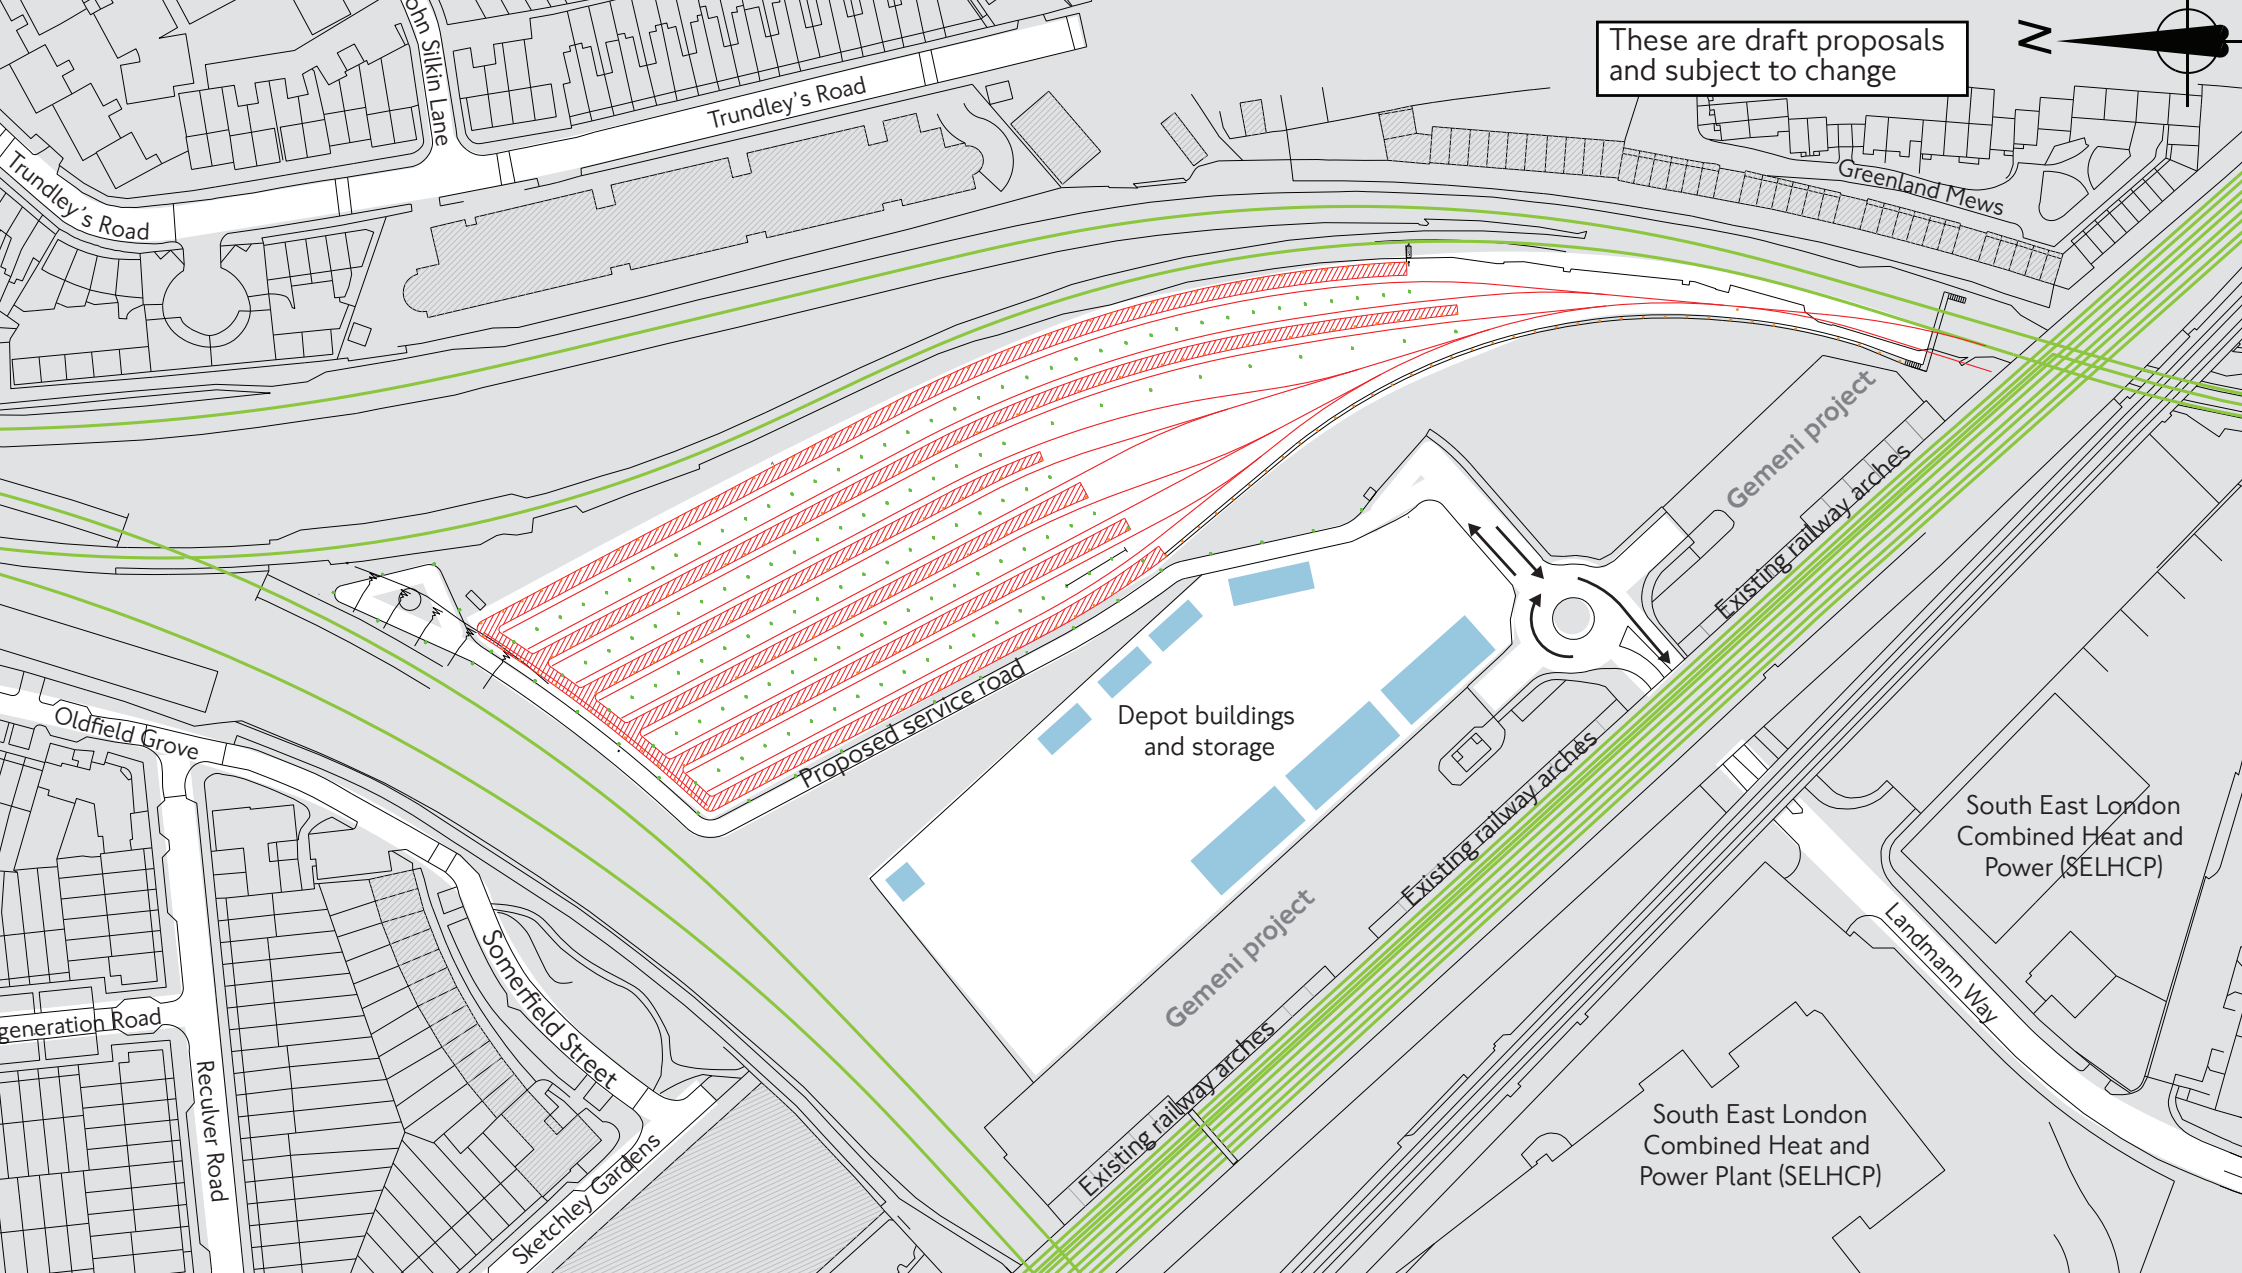 These are draft proposals
and subject to change
N
ohn Silkin Lane
Trundley's Road
Trundley's Road
Greenland Mews
Gemeni project
Existing railway arches
Proposed service road
Depot buildings
and storage
Oldfield Grove
Existing railway arches
South East London
Combined Heat and
Power (SELHCP)
Landmann Way
Somerfield Street
Gemeni project
generation Road
Reculver Road
Existing railway arches
Sketchley Gardens
South East London
Combined Heat and
Power Plant (SELHCP)